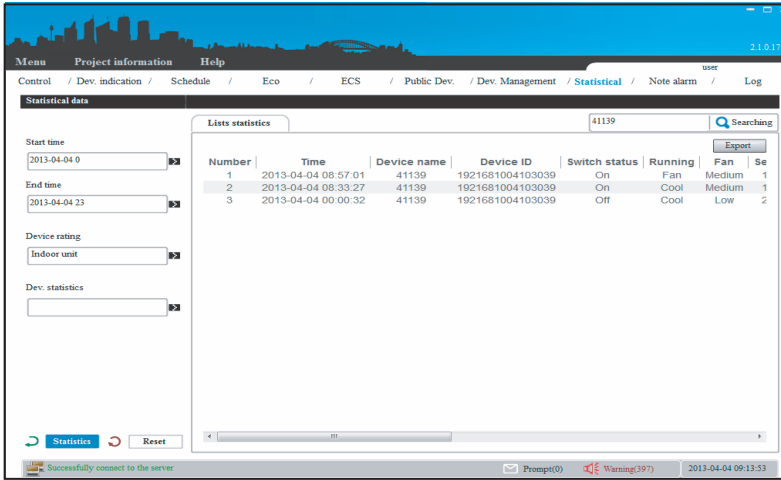 2.1.0.17
Menu Project information Help
user
Control / Dev. indication / Schedule / Eco / ECS / Public Dev. / Dev. Management / Statistical / Note alarm / Log
Statistical data
Lists statistics
41139
Searching
Export
Start time
2013-04-04 0
End time
2013-04-04 23
Device rating
Indoor unit
Dev. statistics
Number Time Device name Device ID Switch status Running Fan Se
1 2013-04-04 08:57:01 41139 1921681004103039 On Fan Medium 1
2 2013-04-04 08:33:27 41139 1921681004103039 On Cool Medium 1
3 2013-04-04 00:00:32 41139 1921681004103039 Off Cool Low 2
Statistics Reset
Successfully connect to the server Prompt(0) Warning(397) 2013-04-04 09:13:53